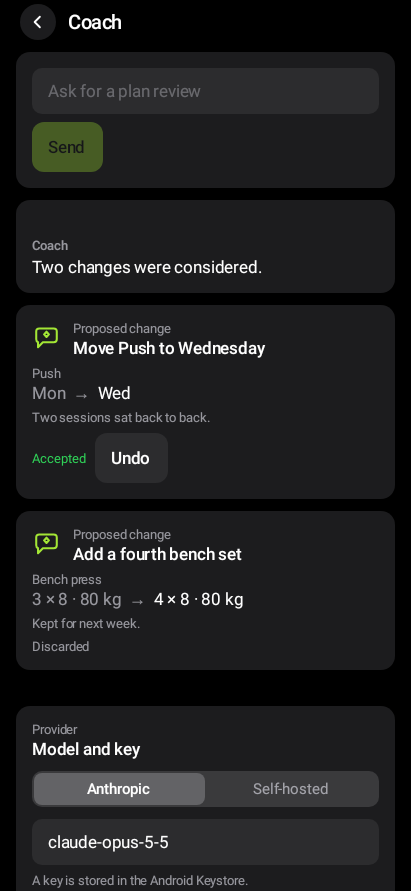 Coach
Ask for a plan review
Send
Coach
Two changes were considered.
Proposed change
Move Push to Wednesday
Push
Mon → Wed
Two sessions sat back to back.
Accepted Undo
Proposed change
Add a fourth bench set
Bench press
3 × 8 · 80 kg → 4 × 8 · 80 kg
Kept for next week.
Discarded
Provider
Model and key
Anthropic Self-hosted
claude-opus-5-5
A key is stored in the Android Keystore.